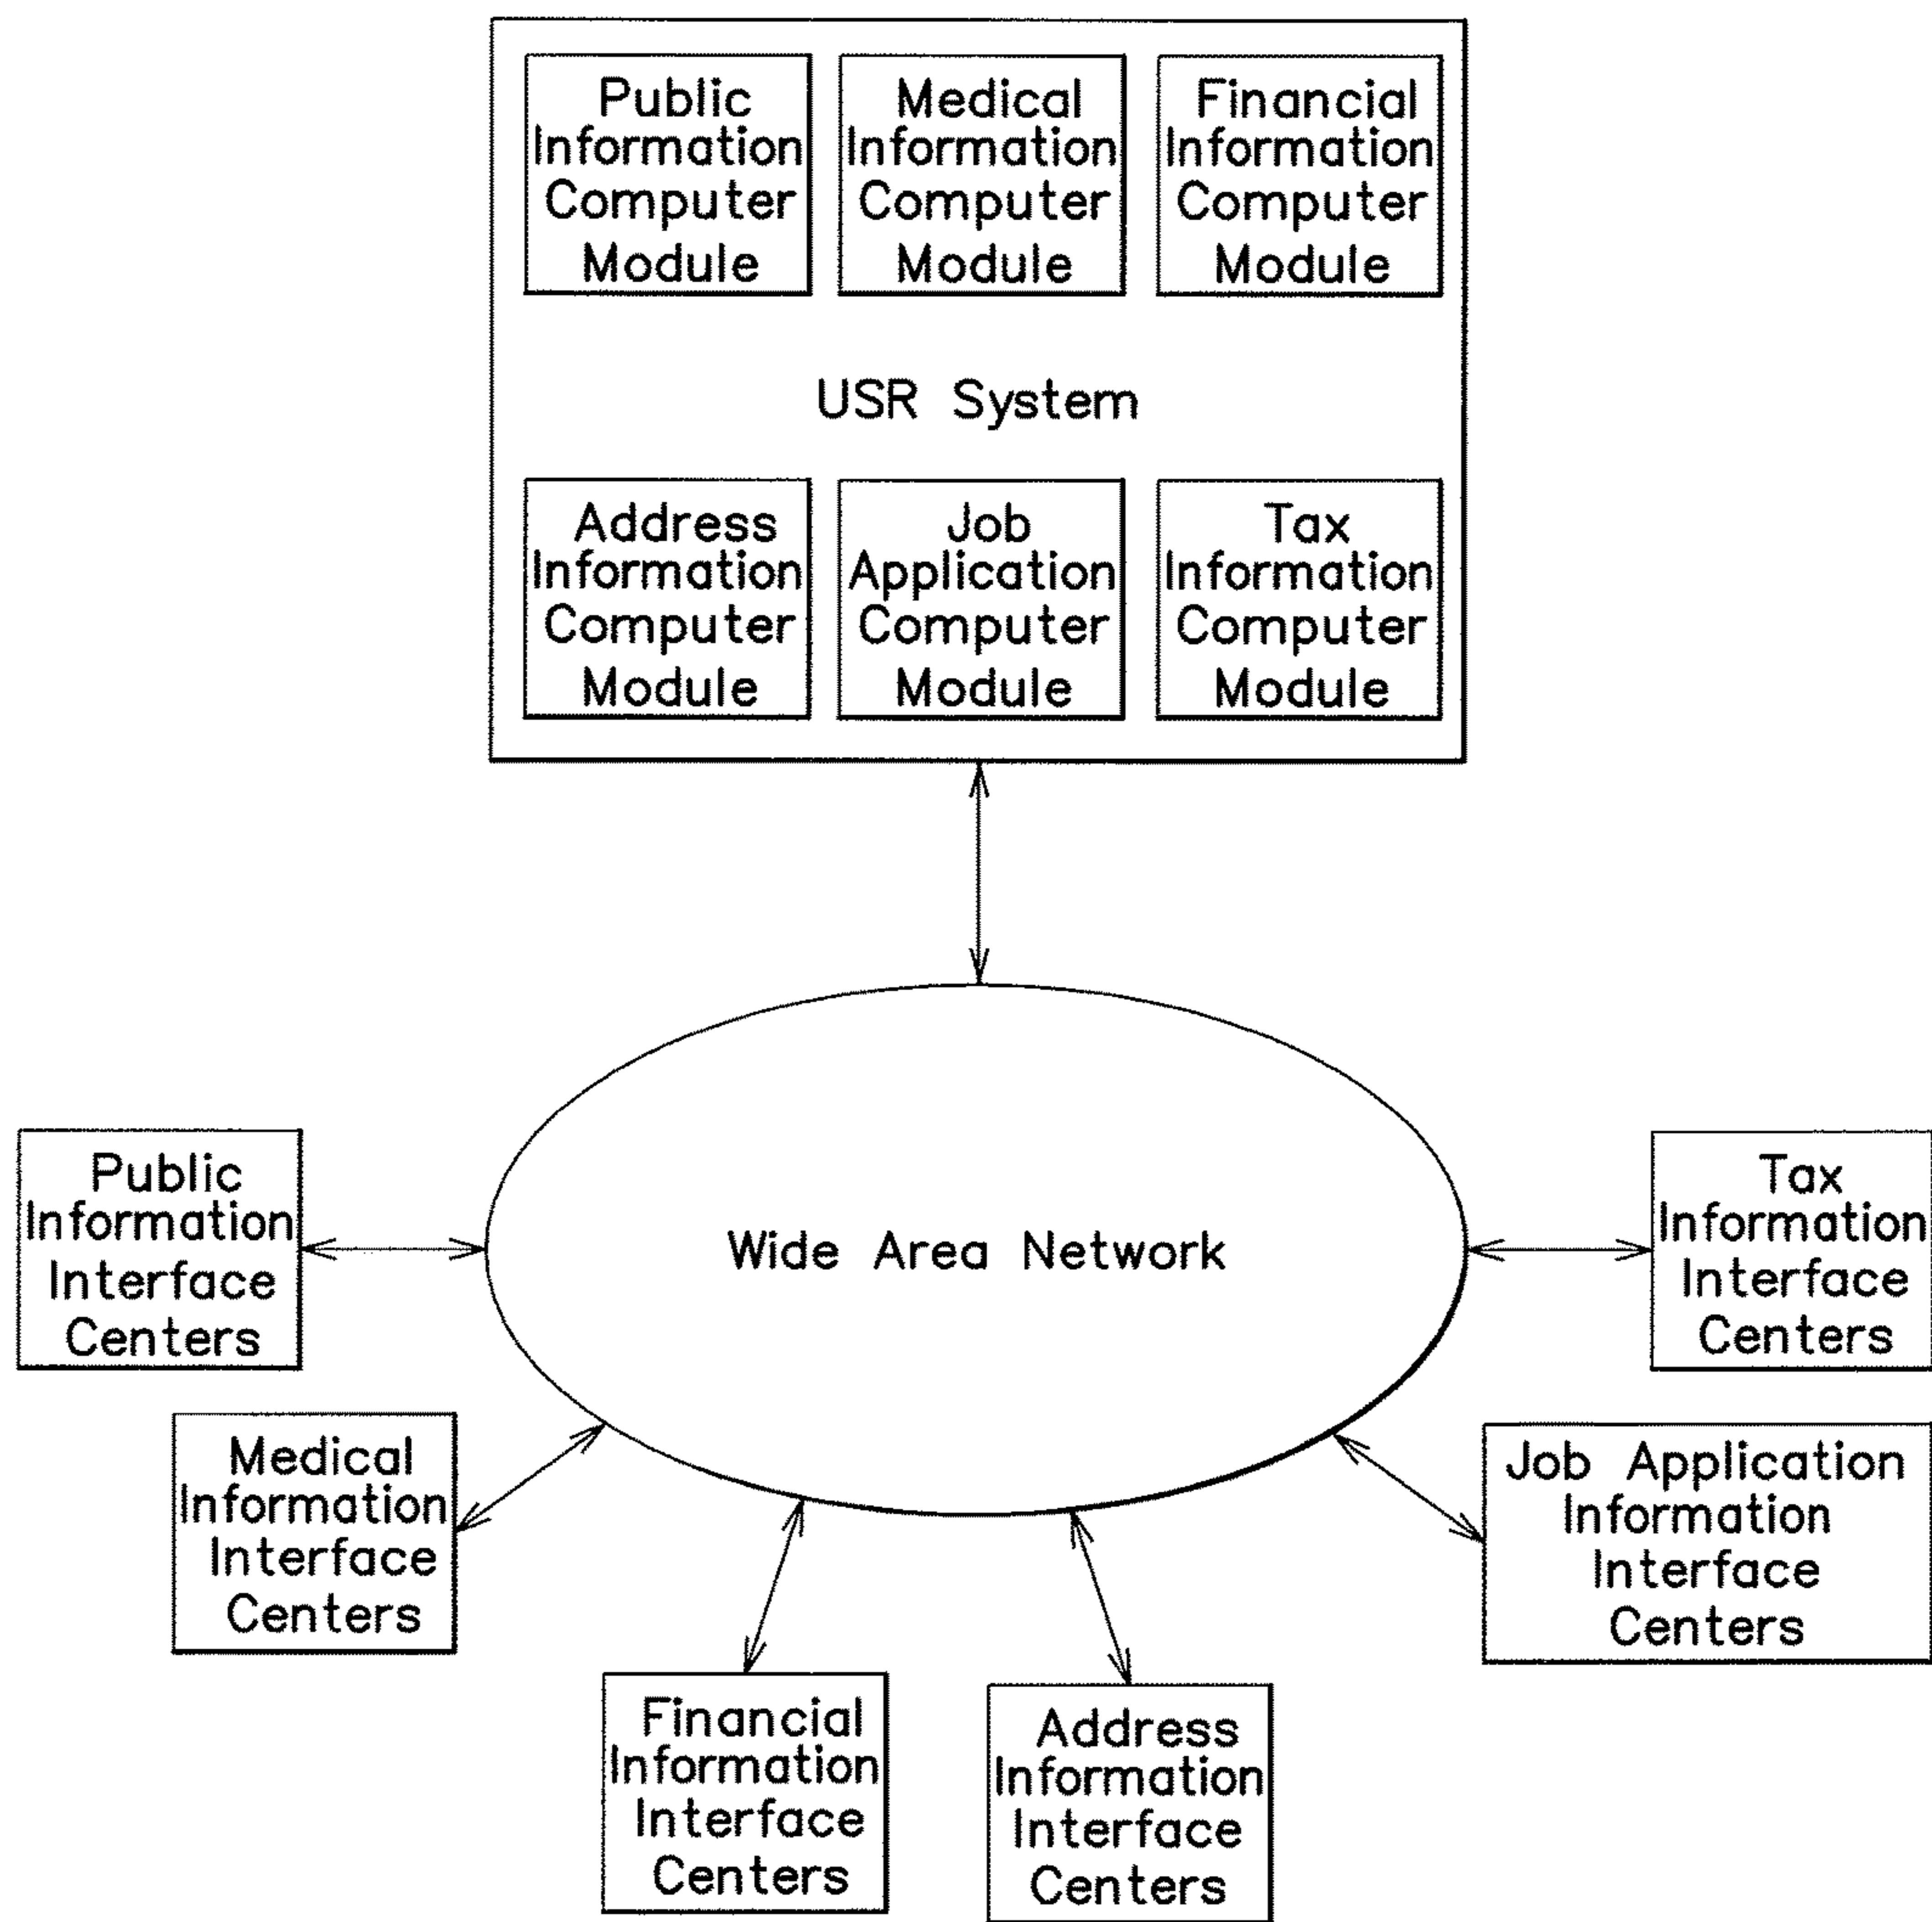 Public
Information
Computer
Module
Medical
Information
Computer
Module
Financial
Information
Computer
Module
USR System
Address
Information
Computer
Module
Job
Application
Computer
Module
Tax
Information
Computer
Module
Wide Area Network
Public
Information
Interface
Centers
Tax
Information
Interface
Centers
Medical
Information
Interface
Centers
Job Application
Information
Interface
Centers
Financial
Information
Interface
Centers
Address
Information
Interface
Centers